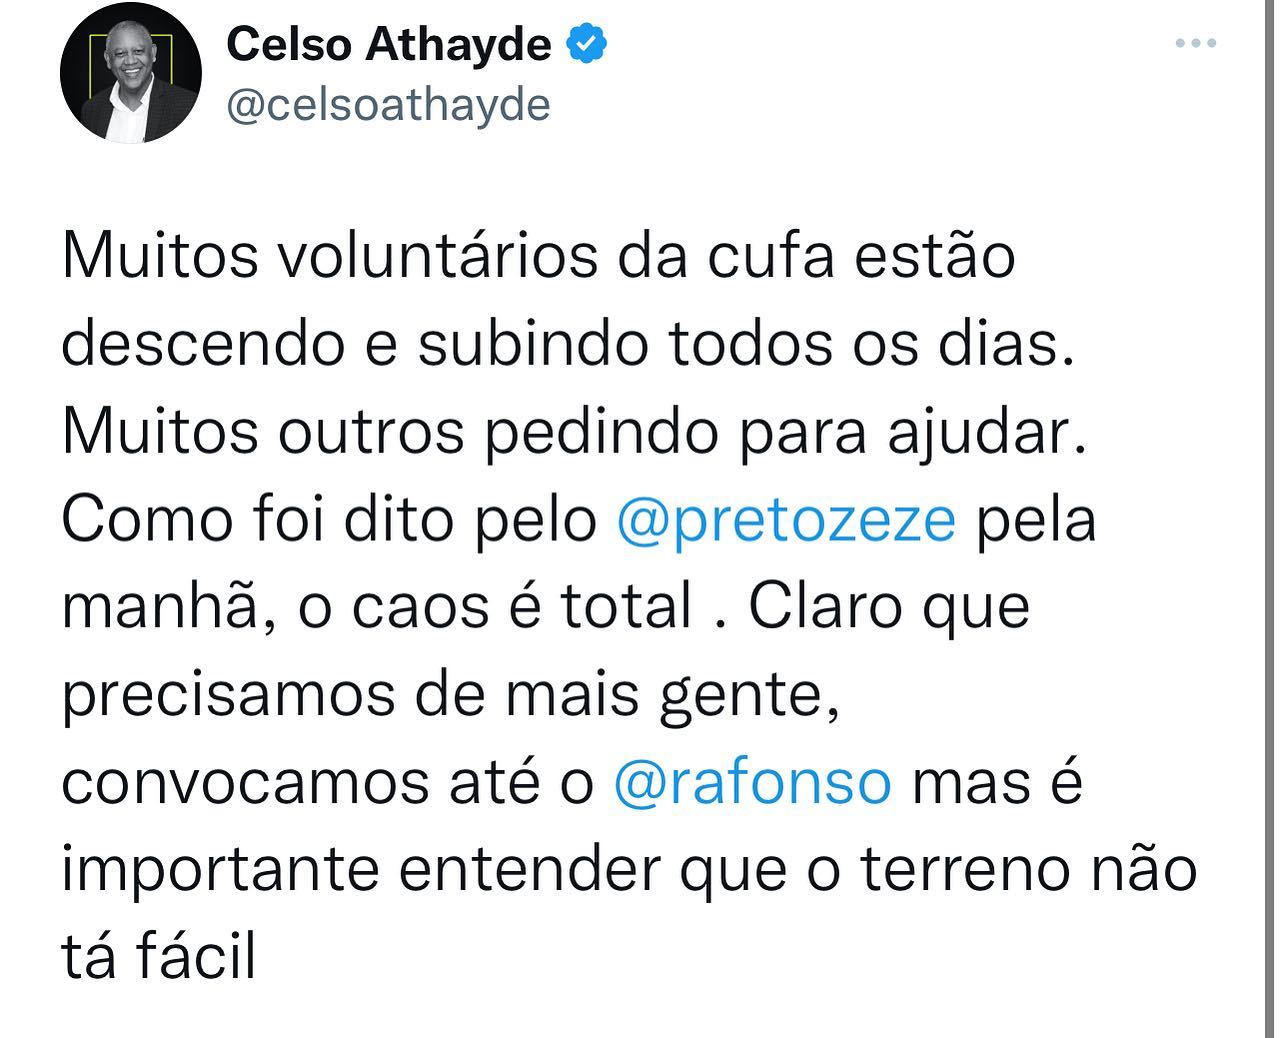 Celso Athayde
@celsoathayde
Muitos voluntários da cufa estão
descendo e subindo todos os dias.
Muitos outros pedindo para ajudar.
Como foi dito pelo @pretozeze pela
manhã, o caos é total . Claro que
precisamos de mais gente,
convocamos até o @rafonso mas é
importante entender que o terreno não
tá fácil